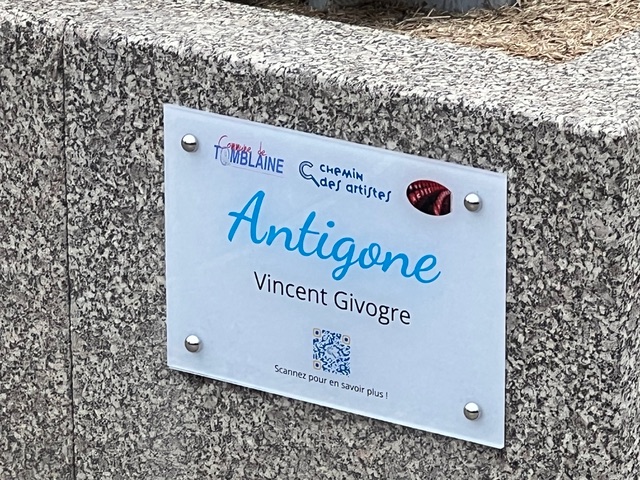 Commune de
TOMBLAINE
CHEMIN
des artistes
Antigone
Vincent Givogre
Scannez pour en savoir plus !